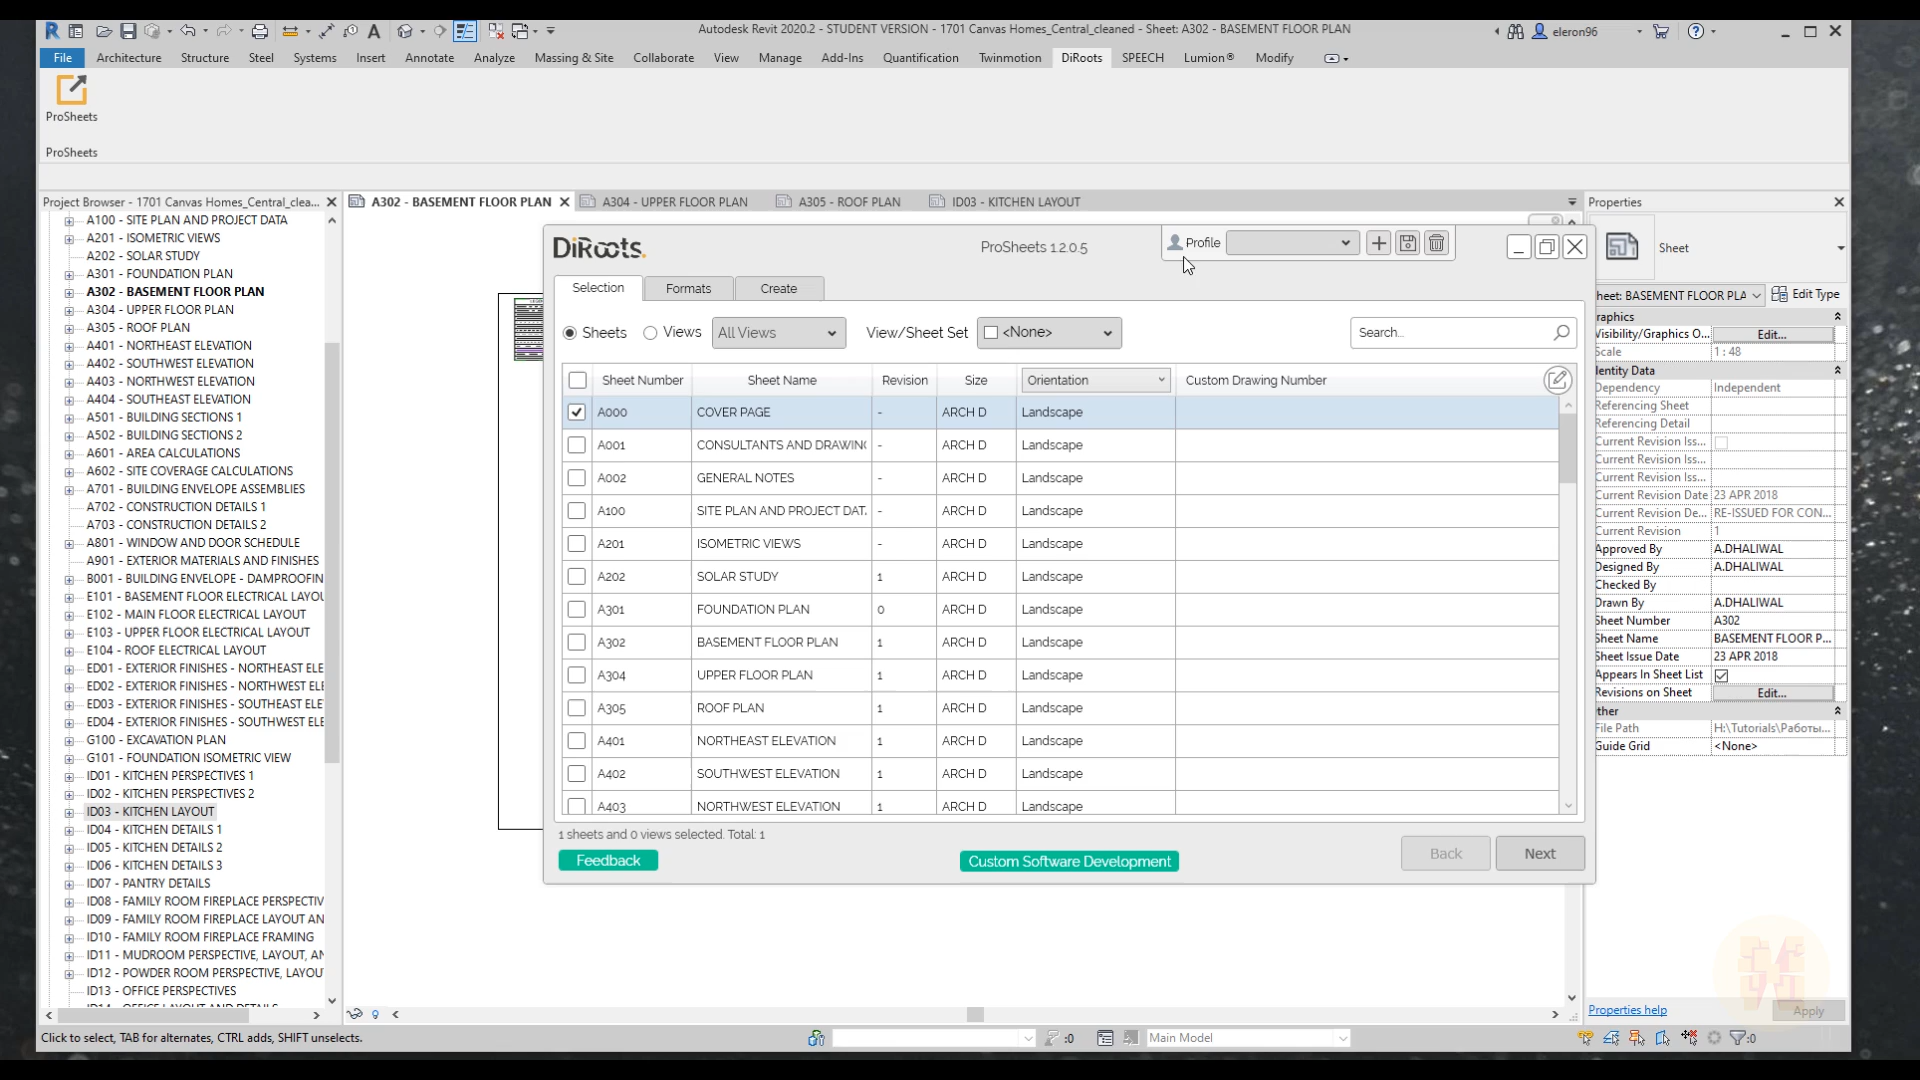 Autodesk Revit 2020.2 - STUDENT VERSION - 1701 Canvas Homes_Central_cleaned - Sheet: A302 - BASEMENT FLOOR PLAN
eleron96
File Architecture Structure Steel Systems Insert Annotate Analyze Massing & Site Collaborate View Manage Add-Ins Quantification Twinmotion DiRoots SPEECH Lumion® Modify
ProSheets
ProSheets
Project Browser - 1701 Canvas Homes_Central_clea...
A100 - SITE PLAN AND PROJECT DATA
A201 - ISOMETRIC VIEWS
A202 - SOLAR STUDY
A301 - FOUNDATION PLAN
A302 - BASEMENT FLOOR PLAN
A304 - UPPER FLOOR PLAN
A305 - ROOF PLAN
A401 - NORTHEAST ELEVATION
A402 - SOUTHWEST ELEVATION
A403 - NORTHWEST ELEVATION
A404 - SOUTHEAST ELEVATION
A501 - BUILDING SECTIONS 1
A502 - BUILDING SECTIONS 2
A601 - AREA CALCULATIONS
A602 - SITE COVERAGE CALCULATIONS
A701 - BUILDING ENVELOPE ASSEMBLIES
A702 - CONSTRUCTION DETAILS 1
A703 - CONSTRUCTION DETAILS 2
A801 - WINDOW AND DOOR SCHEDULE
A901 - EXTERIOR MATERIALS AND FINISHES
B001 - BUILDING ENVELOPE - DAMPROOFIN
E101 - BASEMENT FLOOR ELECTRICAL LAYOU
E102 - MAIN FLOOR ELECTRICAL LAYOUT
E103 - UPPER FLOOR ELECTRICAL LAYOUT
E104 - ROOF ELECTRICAL LAYOUT
ED01 - EXTERIOR FINISHES - NORTHEAST ELE
ED02 - EXTERIOR FINISHES - NORTHWEST ELE
ED03 - EXTERIOR FINISHES - SOUTHEAST ELE
ED04 - EXTERIOR FINISHES - SOUTHWEST ELE
G100 - EXCAVATION PLAN
G101 - FOUNDATION ISOMETRIC VIEW
ID01 - KITCHEN PERSPECTIVES 1
ID02 - KITCHEN PERSPECTIVES 2
ID03 - KITCHEN LAYOUT
ID04 - KITCHEN DETAILS 1
ID05 - KITCHEN DETAILS 2
ID06 - KITCHEN DETAILS 3
ID07 - PANTRY DETAILS
ID08 - FAMILY ROOM FIREPLACE PERSPECTIV
ID09 - FAMILY ROOM FIREPLACE LAYOUT AN
ID10 - FAMILY ROOM FIREPLACE FRAMING
ID11 - MUDROOM PERSPECTIVE, LAYOUT, AN
ID12 - POWDER ROOM PERSPECTIVE, LAYOU
ID13 - OFFICE PERSPECTIVES
A302 - BASEMENT FLOOR PLAN A304 - UPPER FLOOR PLAN A305 - ROOF PLAN ID03 - KITCHEN LAYOUT
DiRoots.
ProSheets 1.2.0.5
Profile
Selection Formats Create
Sheets Views All Views View/Sheet Set <None> Search...
Sheet Number Sheet Name Revision Size Orientation Custom Drawing Number
A000 COVER PAGE - ARCH D Landscape
A001 CONSULTANTS AND DRAWING - ARCH D Landscape
A002 GENERAL NOTES - ARCH D Landscape
A100 SITE PLAN AND PROJECT DAT. - ARCH D Landscape
A201 ISOMETRIC VIEWS - ARCH D Landscape
A202 SOLAR STUDY 1 ARCH D Landscape
A301 FOUNDATION PLAN 0 ARCH D Landscape
A302 BASEMENT FLOOR PLAN 1 ARCH D Landscape
A304 UPPER FLOOR PLAN 1 ARCH D Landscape
A305 ROOF PLAN 1 ARCH D Landscape
A401 NORTHEAST ELEVATION 1 ARCH D Landscape
A402 SOUTHWEST ELEVATION 1 ARCH D Landscape
A403 NORTHWEST ELEVATION 1 ARCH D Landscape
1 sheets and 0 views selected. Total: 1
Feedback
Custom Software Development
Back Next
Properties
Sheet
heet: BASEMENT FLOOR PLA Edit Type
raphics
Visibility/Graphics O... Edit...
Scale 1 : 48
dentity Data
Dependency Independent
Referencing Sheet
Referencing Detail
Current Revision Iss...
Current Revision Iss...
Current Revision Iss...
Current Revision Date 23 APR 2018
Current Revision De... RE-ISSUED FOR CON...
Current Revision 1
Approved By A.DHALIWAL
Designed By A.DHALIWAL
Checked By
Drawn By A.DHALIWAL
Sheet Number A302
Sheet Name BASEMENT FLOOR P...
Sheet Issue Date 23 APR 2018
Appears In Sheet List
Revisions on Sheet Edit...
ther
File Path H:\Tutorials\Работы...
Guide Grid <None>
Properties help Apply
Click to select, TAB for alternates, CTRL adds, SHIFT unselects.
:0
Main Model
:0